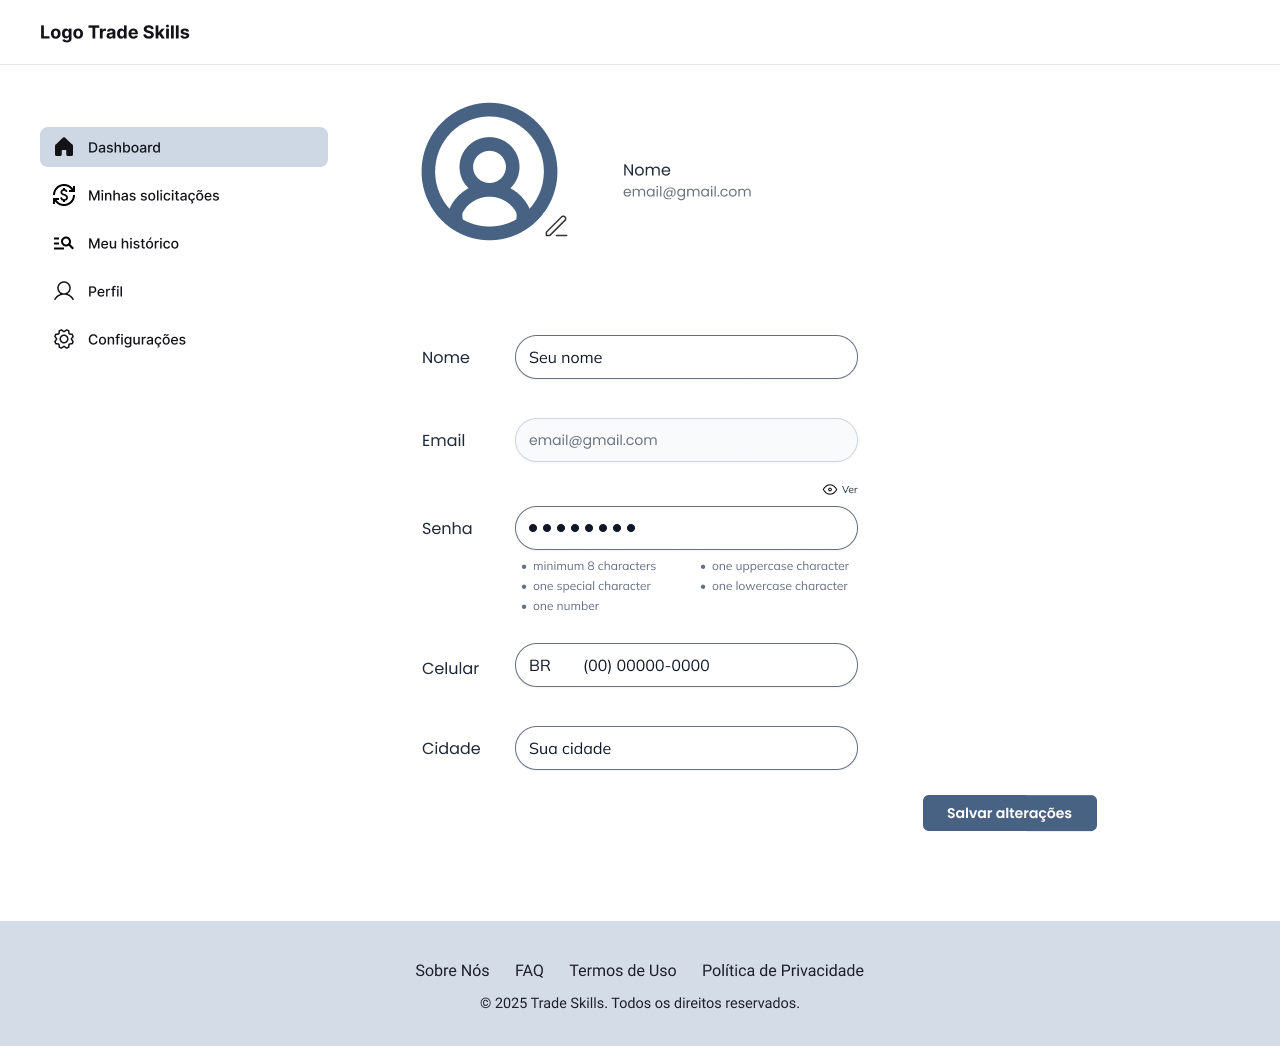 Logo Trade Skills
Dashboard
Minhas solicitações
Meu histórico
Perfil
Configurações
Nome
email@gmail.com
Nome
Seu nome
Email
email@gmail.com
Ver
Senha
minimum 8 characters
one uppercase character
one special character
one lowercase character
one number
Celular
BR (00) 00000-0000
Cidade
Sua cidade
Salvar alterações
Sobre Nós FAQ Termos de Uso Política de Privacidade
© 2025 Trade Skills. Todos os direitos reservados.